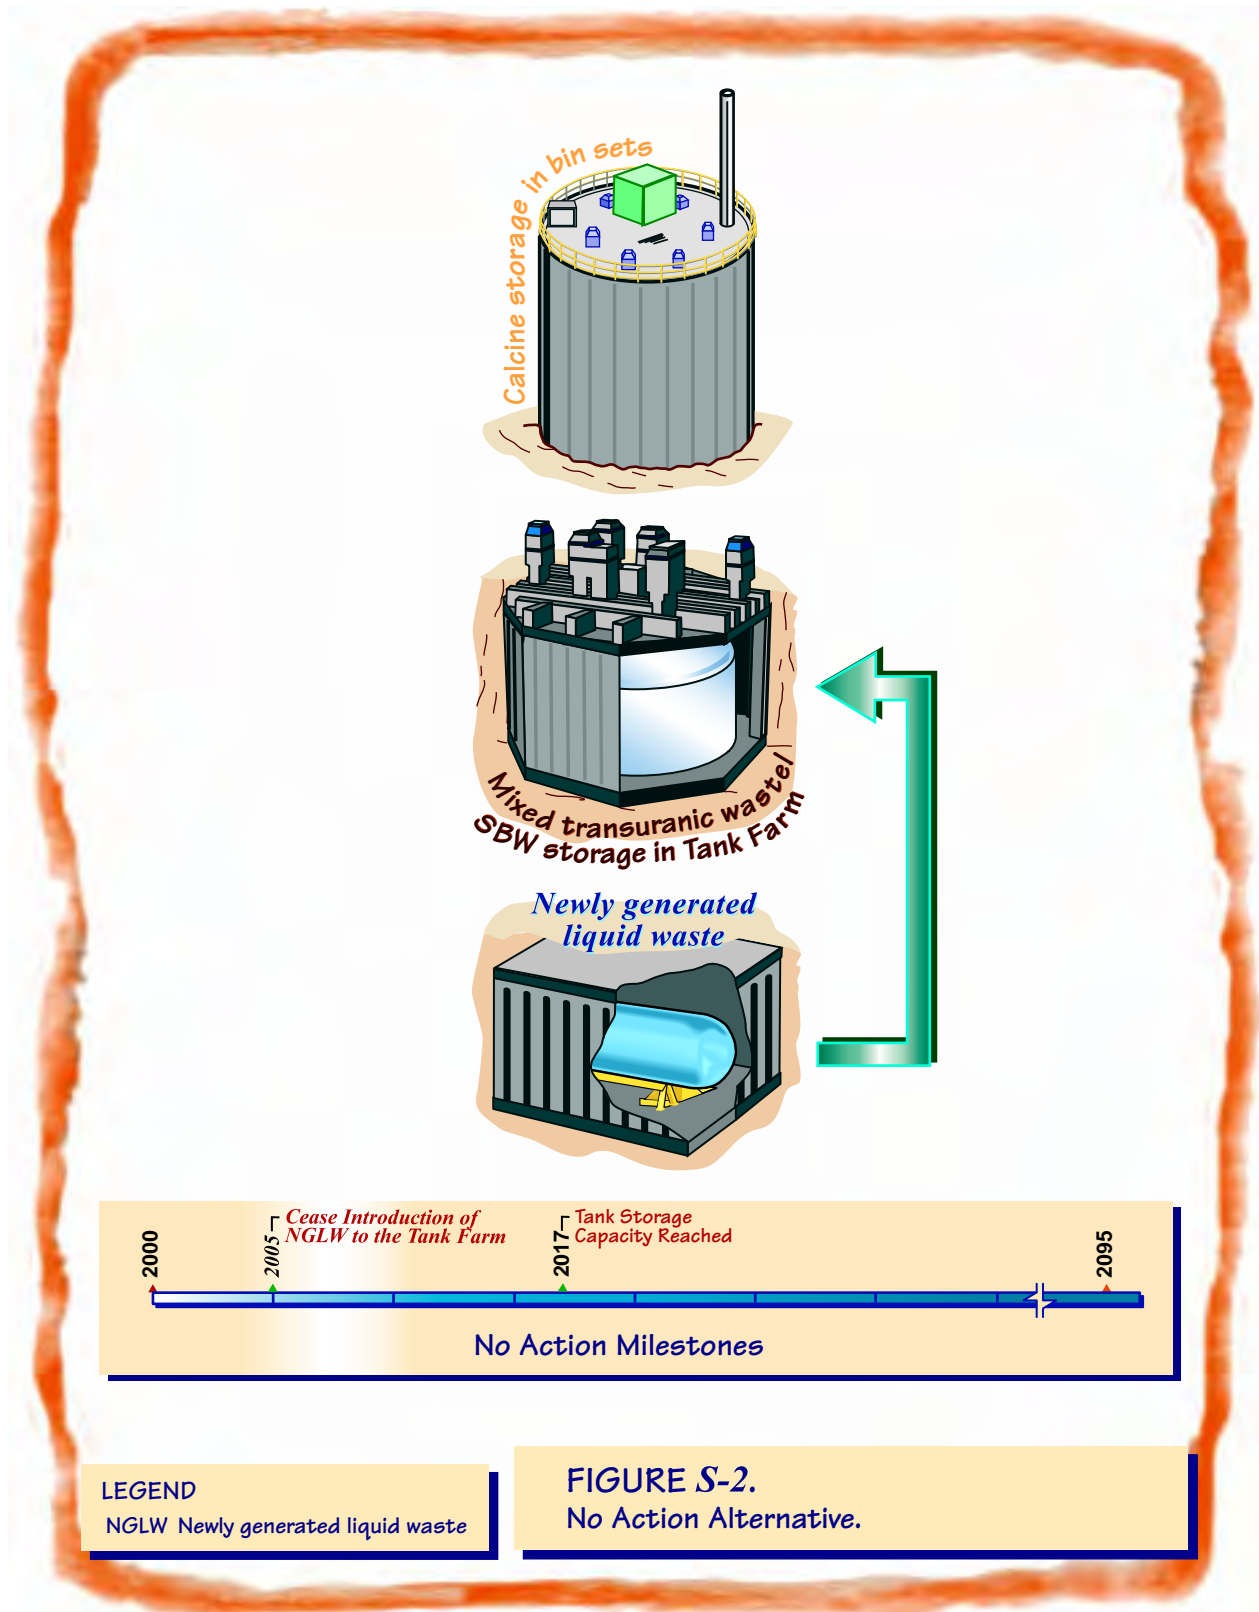 Calcine storage in bin sets
Mixed transuranic waste/
SBW storage in Tank Farm
Newly generated
liquid waste
2000
2005
Cease Introduction of
NGLW to the Tank Farm
2017
Tank Storage
Capacity Reached
2095
No Action Milestones
LEGEND
NGLW Newly generated liquid waste
FIGURE S-2.
No Action Alternative.